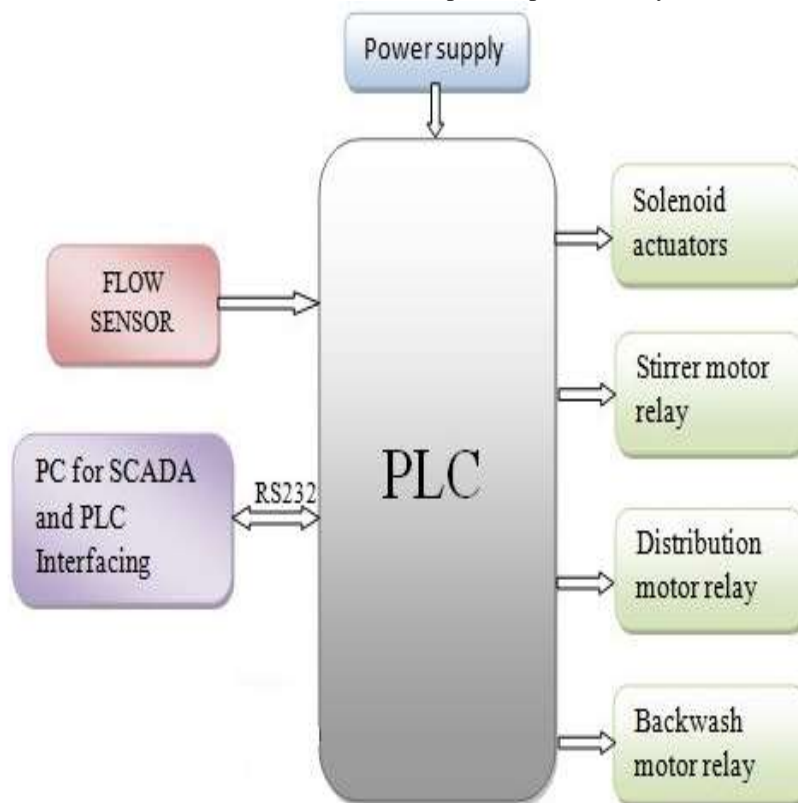 Power supply
Solenoid
actuators
FLOW
SENSOR
Stirrer motor
relay
PLC
PC for SCADA
and PLC
Interfacing
RS232
Distribution
motor relay
Backwash
motor relay